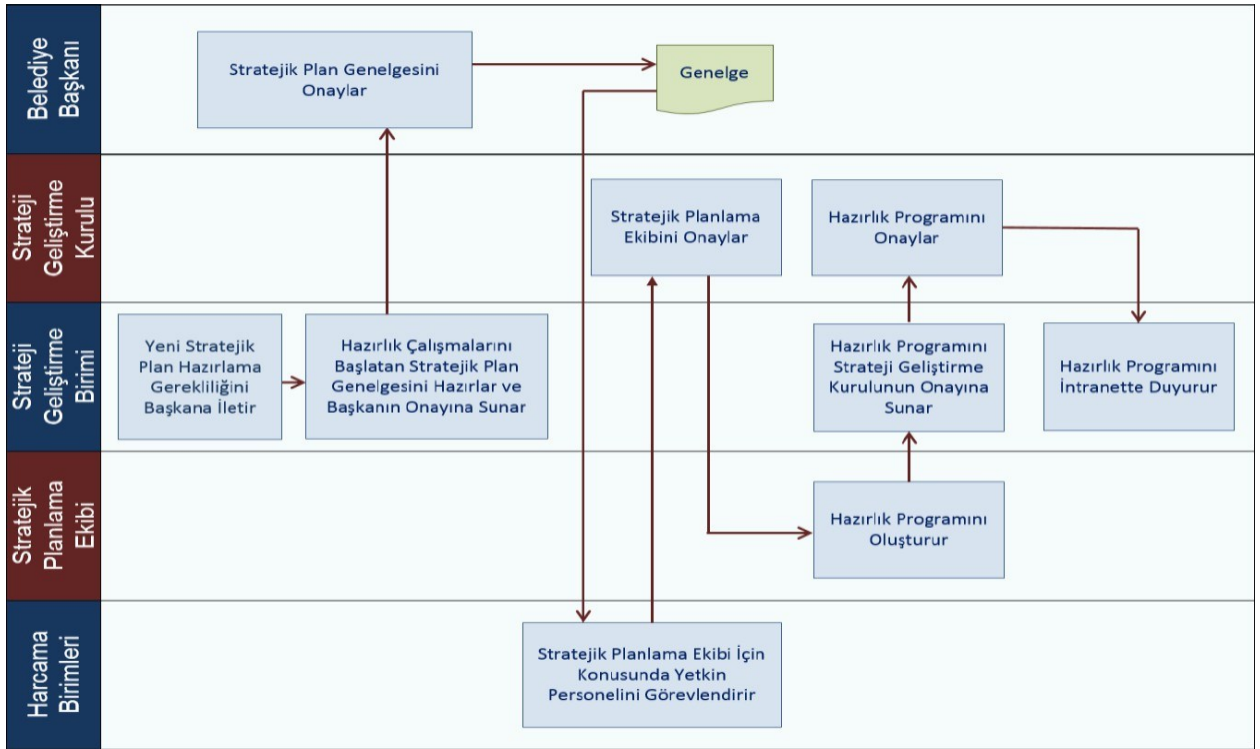 Belediye
Başkanı
Stratejik Plan Genelgesini
Onaylar
Genelge
Strateji
Geliştirme
Kurulu
Stratejik Planlama
Ekibini Onaylar
Hazırlık Programını
Onaylar
Strateji
Geliştirme
Birimi
Yeni Stratejik
Plan Hazırlama
Gerekliliğini
Başkana İletir
Hazırlık Çalışmalarını
Başlatan Stratejik Plan
Genelgesini Hazırlar ve
Başkanın Onayına Sunar
Hazırlık Programını
Strateji Geliştirme
Kurulunun Onayına
Sunar
Hazırlık Programını
İntranette Duyurur
Stratejik
Planlama
Ekibi
Hazırlık Programını
Oluşturur
Harcama
Birimleri
Stratejik Planlama Ekibi İçin
Konusunda Yetkin
Personelini Görevlendirir